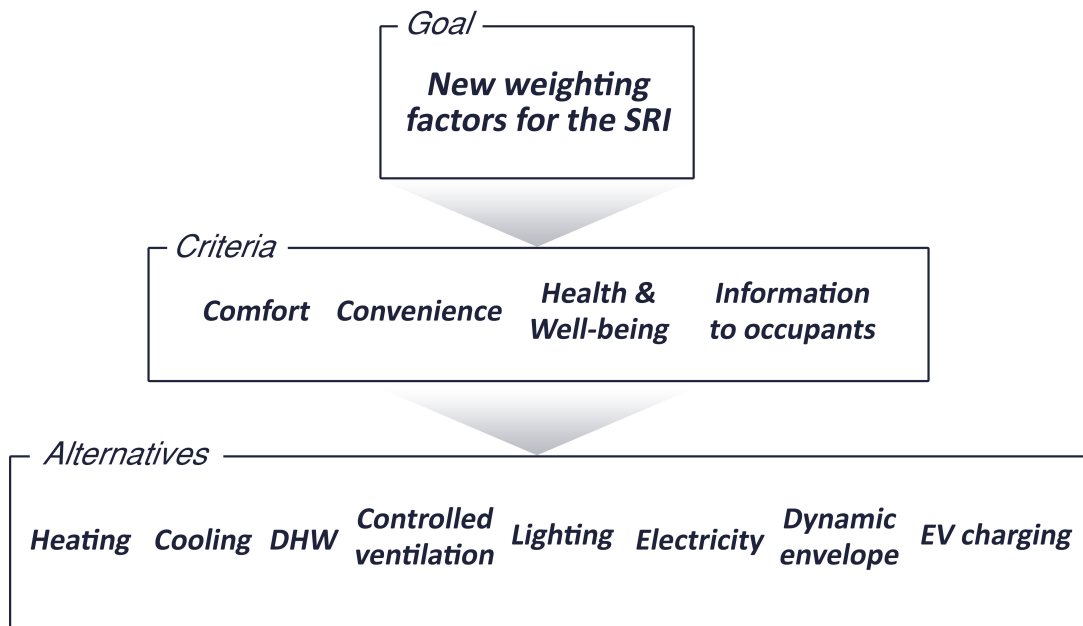 Goal
New weighting
factors for the SRI
Criteria
Comfort
Convenience
Health &
Well-being
Information
to occupants
Alternatives
Heating
Cooling
DHW
Controlled
ventilation
Lighting
Electricity
Dynamic
envelope
EV charging